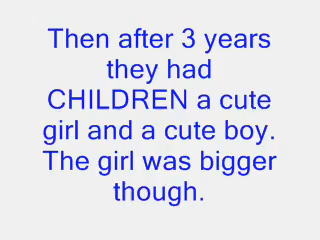 Then after 3 years
they had
CHILDREN a cute
girl and a cute boy.
The girl was bigger
though.